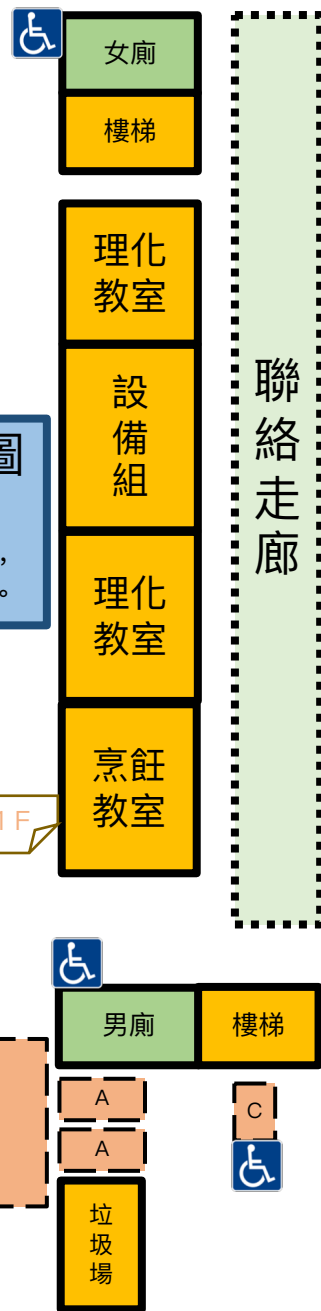 女廁
樓梯
理化
教室
設
備
組
聯
絡
走
廊
圖
，
。
理化
教室
烹飪
教室
1F
男廁
樓梯
A
A
C
垃
圾
場